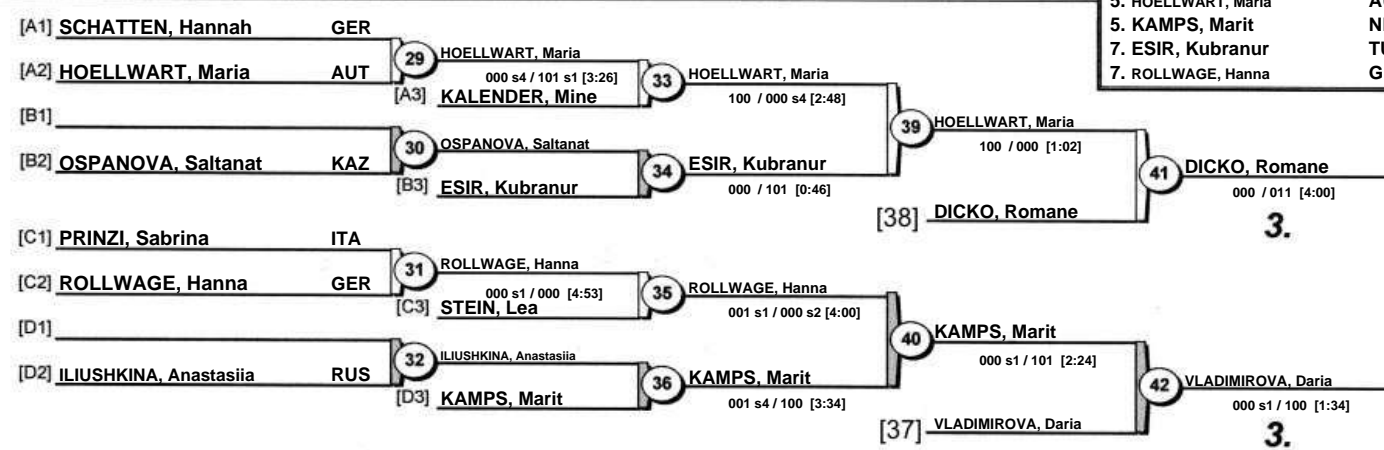 5. HOELLWART, Maria
5. KAMPS, Marit
7. ESIR, Kubranur
7. ROLLWAGE, Hanna G
[A1] SCHATTEN, Hannah GER
[A2] HOELLWART, Maria AUT
29 HOELLWART, Maria
000 s4 / 101 s1 [3:26]
[A3] KALENDER, Mine
33 HOELLWART, Maria
100 / 000 s4 [2:48]
[B1]
[B2] OSPANOVA, Saltanat KAZ
30 OSPANOVA, Saltanat
[B3] ESIR, Kubranur
34 ESIR, Kubranur
000 / 101 [0:46]
39 HOELLWART, Maria
100 / 000 [1:02]
[38] DICKO, Romane
41 DICKO, Romane
000 / 011 [4:00]
3.
[C1] PRINZI, Sabrina ITA
[C2] ROLLWAGE, Hanna GER
31 ROLLWAGE, Hanna
000 s1 / 000 [4:53]
[C3] STEIN, Lea
35 ROLLWAGE, Hanna
001 s1 / 000 s2 [4:00]
[D1]
[D2] ILIUSHKINA, Anastasiia RUS
32 ILIUSHKINA, Anastasiia
[D3] KAMPS, Marit
36 KAMPS, Marit
001 s4 / 100 [3:34]
40 KAMPS, Marit
000 s1 / 101 [2:24]
[37] VLADIMIROVA, Daria
42 VLADIMIROVA, Daria
000 s1 / 100 [1:34]
3.